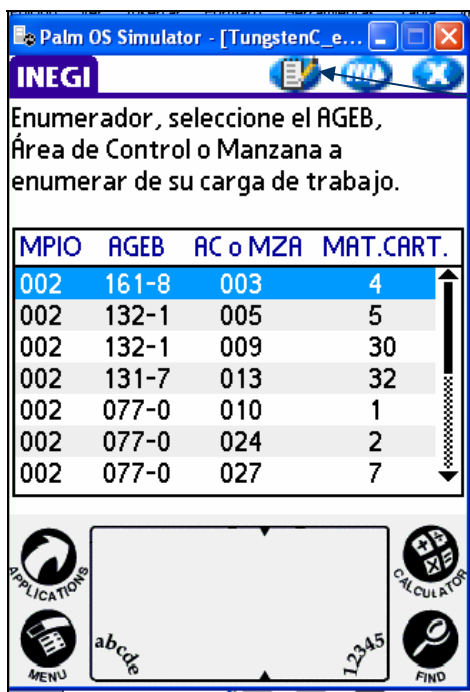 Palm OS Simulator - [TungstenC_e...
INEGI
Enumerador, seleccione el AGEB,
Área de Control o Manzana a
enumerar de su carga de trabajo.
MPIO AGEB AC o MZA MAT.CART.
002 161-8 003 4
002 132-1 005 5
002 132-1 009 30
002 131-7 013 32
002 077-0 010 1
002 077-0 024 2
002 077-0 027 7
APPLICATIONS
CALCULATOR
abcde
12345
MENU
FIND